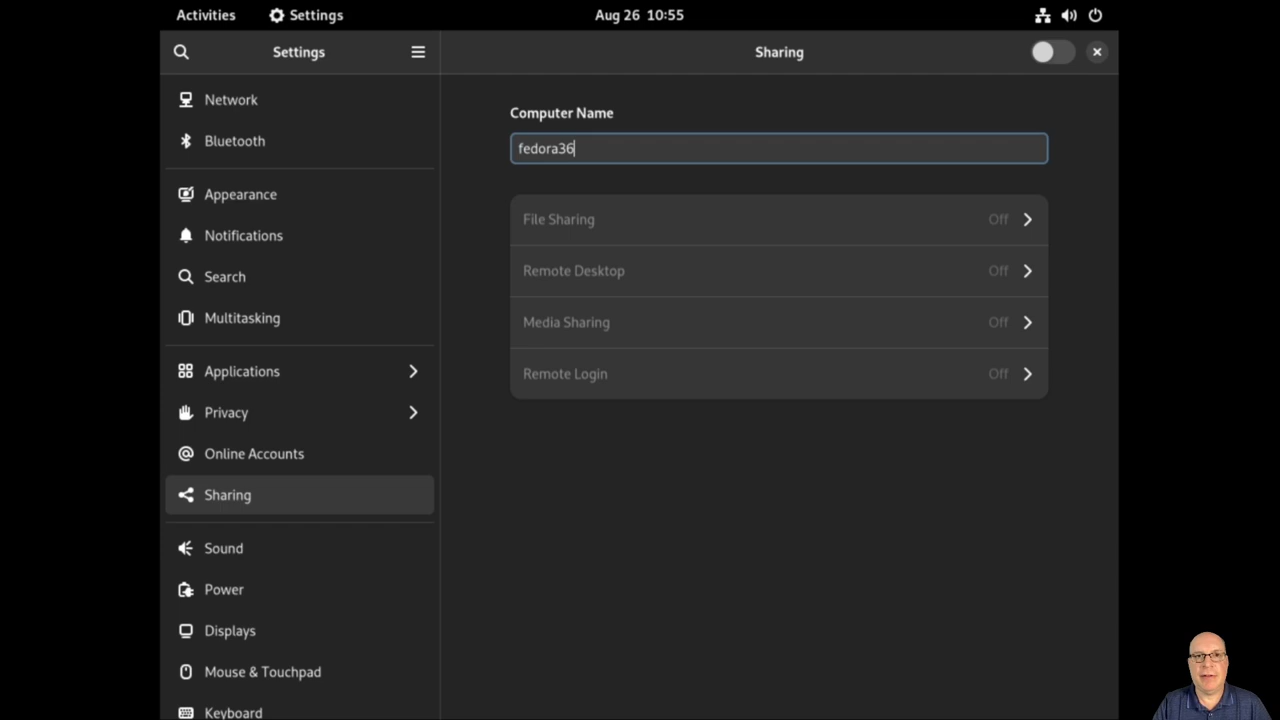 Activities Settings Aug 26 10:55
Settings
Sharing
Network
Bluetooth
Appearance
Notifications
Search
Multitasking
Applications
Privacy
Online Accounts
Sharing
Sound
Power
Displays
Mouse & Touchpad
Keyboard
Computer Name
fedora36
File Sharing Off
Remote Desktop Off
Media Sharing Off
Remote Login Off